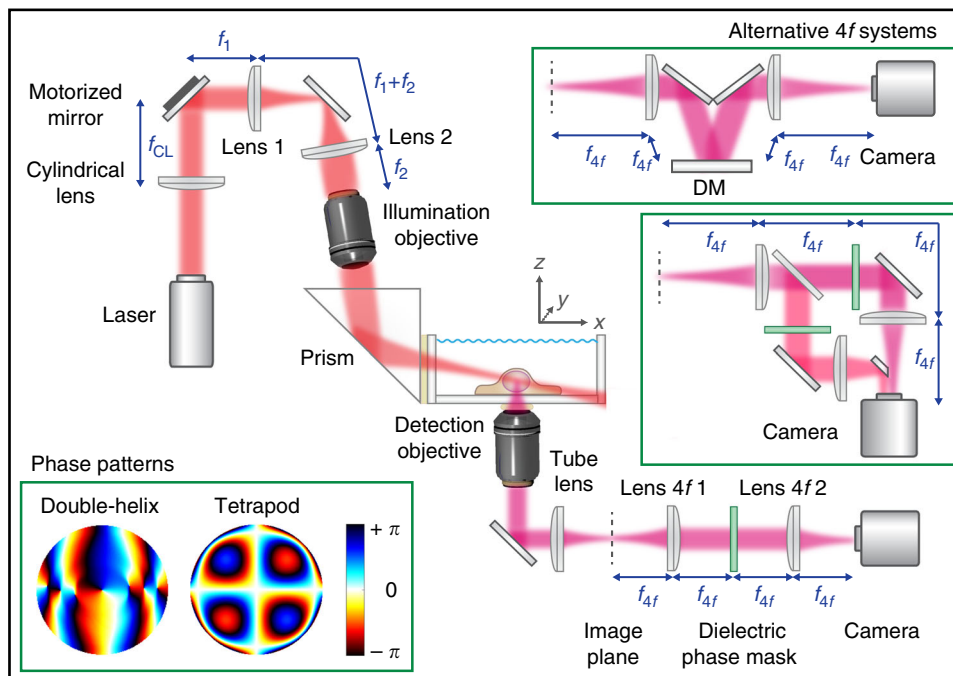 Alternative 4f systems
f1
f1+f2
Motorized
mirror
fCL
Lens 1
Lens 2
f2
Cylindrical
lens
Illumination
objective
Laser
Prism
z
y
x
f4f
f4f
f4f
f4f
DM
Camera
f4f
f4f
f4f
f4f
Camera
Detection
objective
Tube
lens
Lens 4f 1
Lens 4f 2
f4f
f4f
f4f
f4f
Image
plane
Dielectric
phase mask
Camera
Phase patterns
Double-helix
Tetrapod
+ π
0
− π